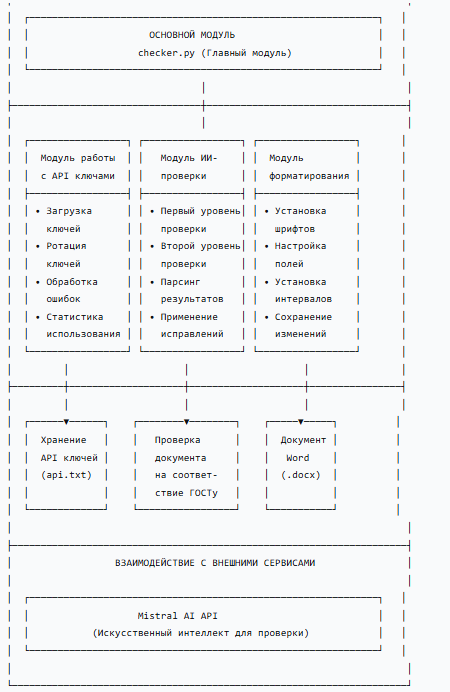 ОСНОВНОЙ МОДУЛЬ
checker.py (Главный модуль)
Модуль работы
с API ключами
• Загрузка
ключей
• Ротация
ключей
• Обработка
ошибок
• Статистика
использования
Модуль ИИ-
проверки
• Первый уровень
проверки
• Второй уровень
проверки
• Парсинг
результатов
• Применение
исправлений
Модуль
форматирования
• Установка
шрифтов
• Настройка
полей
• Установка
интервалов
• Сохранение
изменений
Хранение
API ключей
(api.txt)
Проверка
документа
на соответ-
ствие ГОСТу
Документ
Word
(.docx)
ВЗАИМОДЕЙСТВИЕ С ВНЕШНИМИ СЕРВИСАМИ
Mistral AI API
(Искусственный интеллект для проверки)